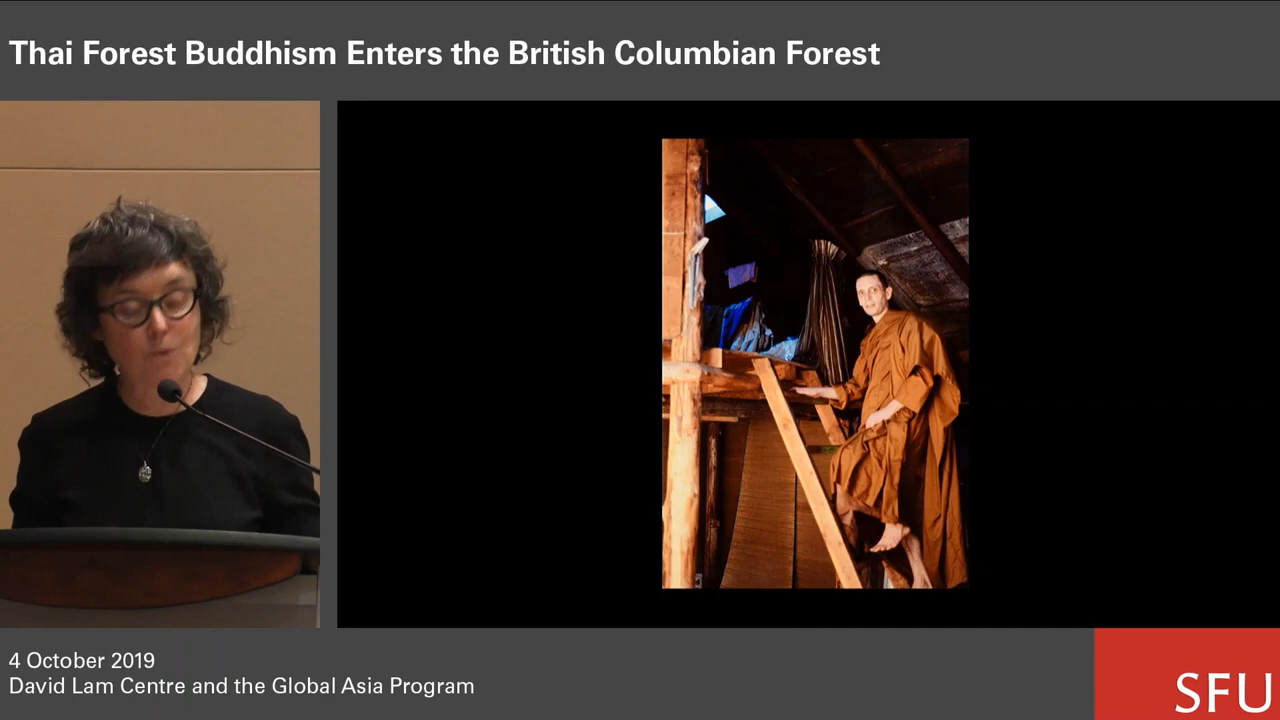 Thai Forest Buddhism Enters the British Columbian Forest
4 October 2019
David Lam Centre and the Global Asia Program
SFU